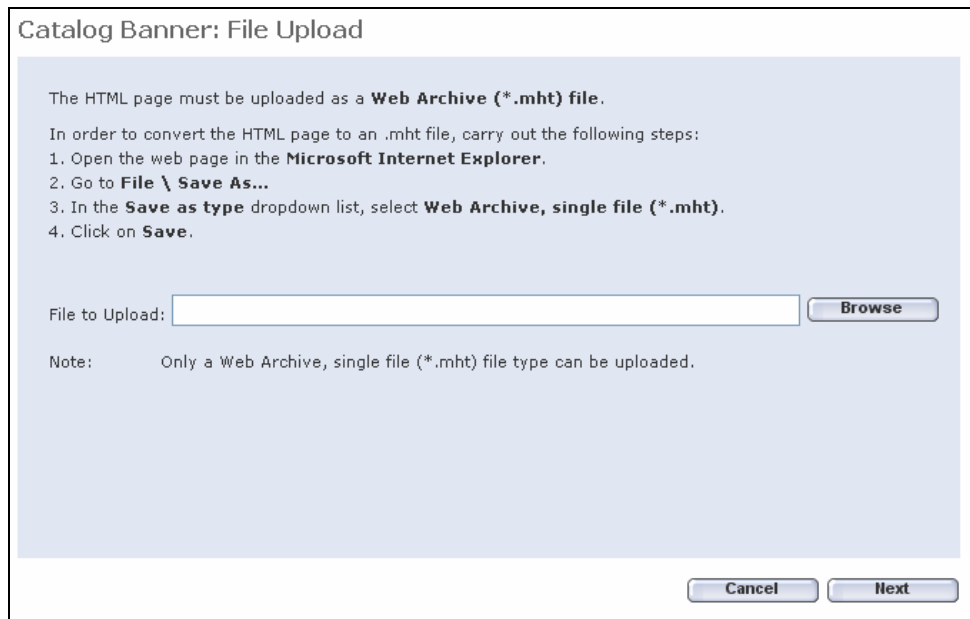 Catalog Banner: File Upload
The HTML page must be uploaded as a Web Archive (*.mht) file.
In order to convert the HTML page to an .mht file, carry out the following steps:
1. Open the web page in the Microsoft Internet Explorer.
2. Go to File \ Save As...
3. In the Save as type dropdown list, select Web Archive, single file (*.mht).
4. Click on Save.
File to Upload: Browse
Note: Only a Web Archive, single file (*.mht) file type can be uploaded.
Cancel Next